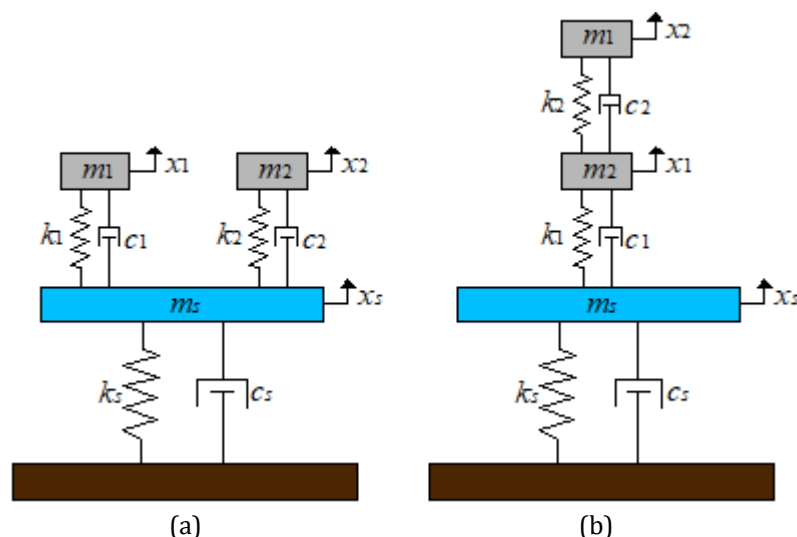 m1 x2
k2 c2
m1 x1 m2 x2 m2 x1
k1 c1 k2 c2 k1 c1
ms xs ms xs
ks cs ks cs
(a) (b)